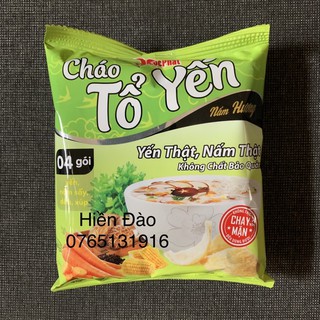 Cháo
Tổ Yến
Nấm Hương
04 gói
Yến Thật, Nấm Thật
Không Chất Bảo Quản
CHAY
MẶN
Hiền Đào
0765131916